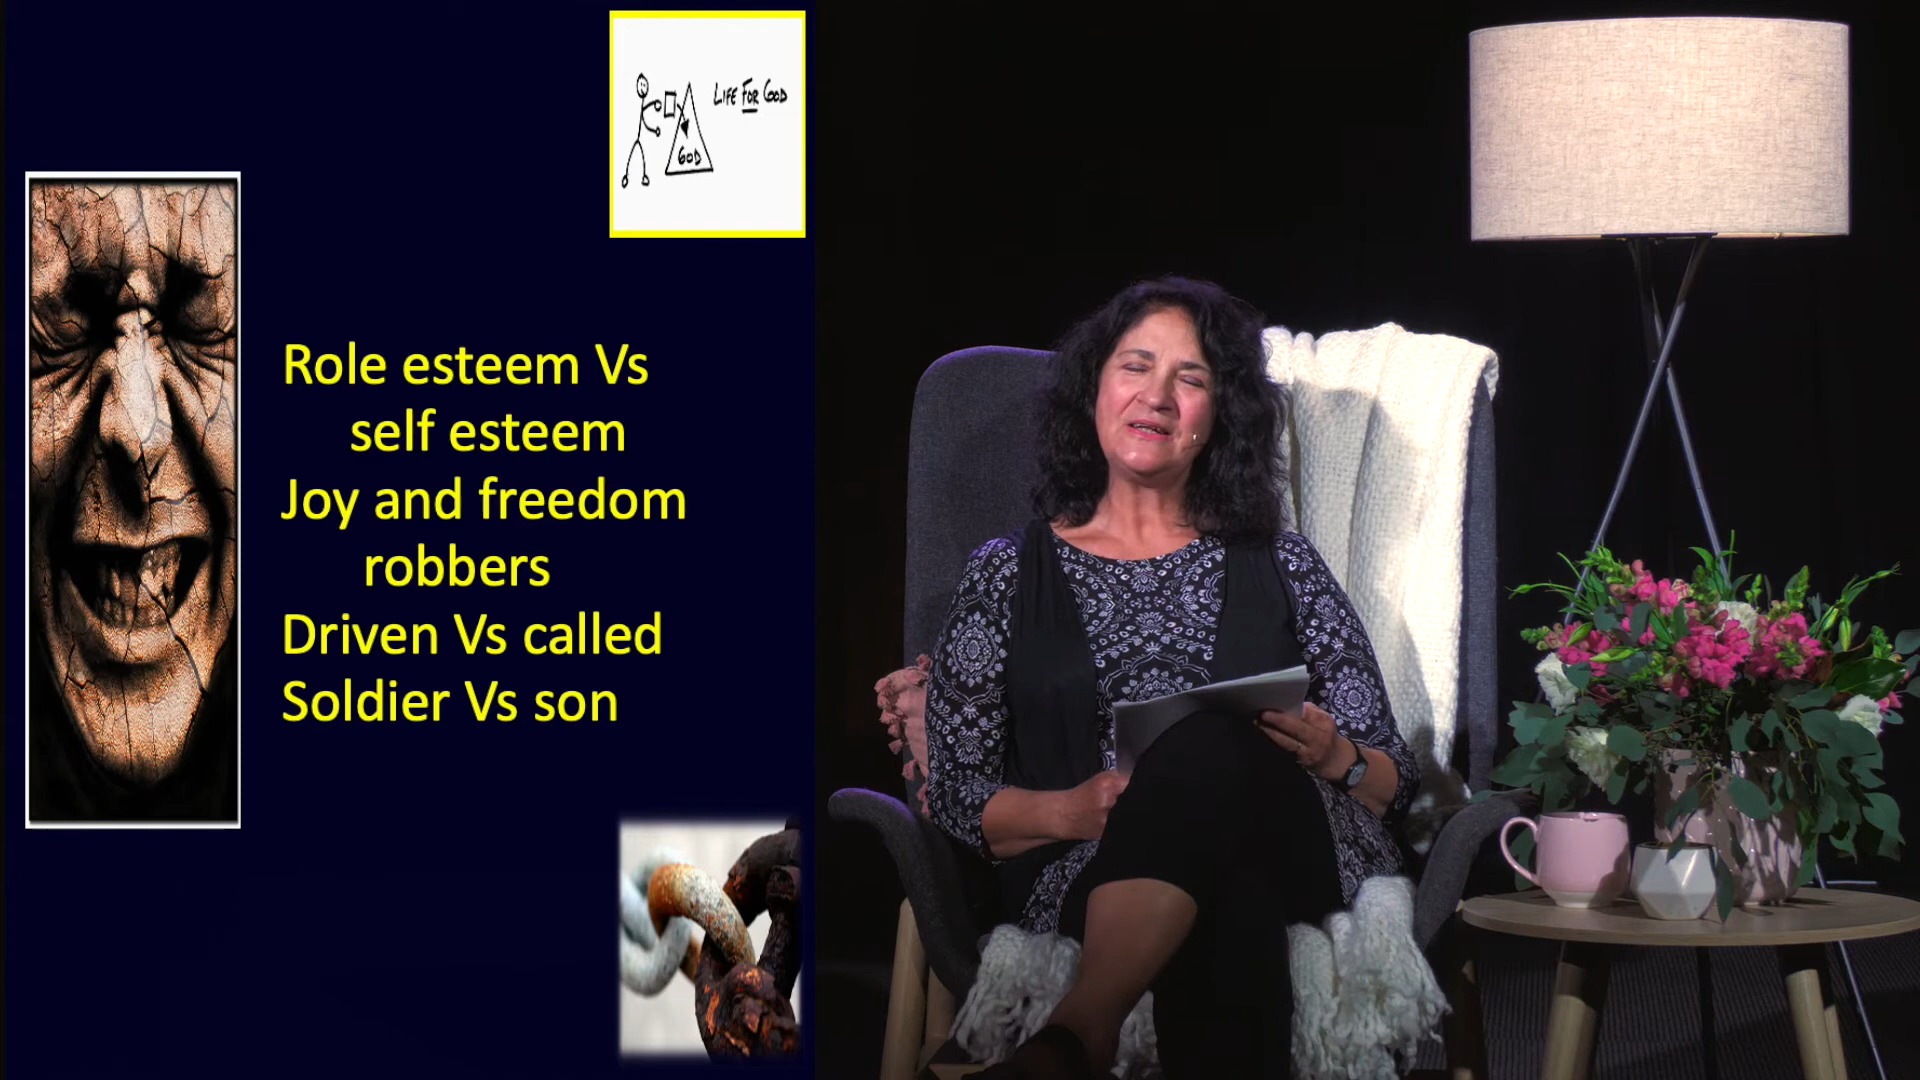 LIFE FOR GOD
GOD
Role esteem Vs
self esteem
Joy and freedom
robbers
Driven Vs called
Soldier Vs son